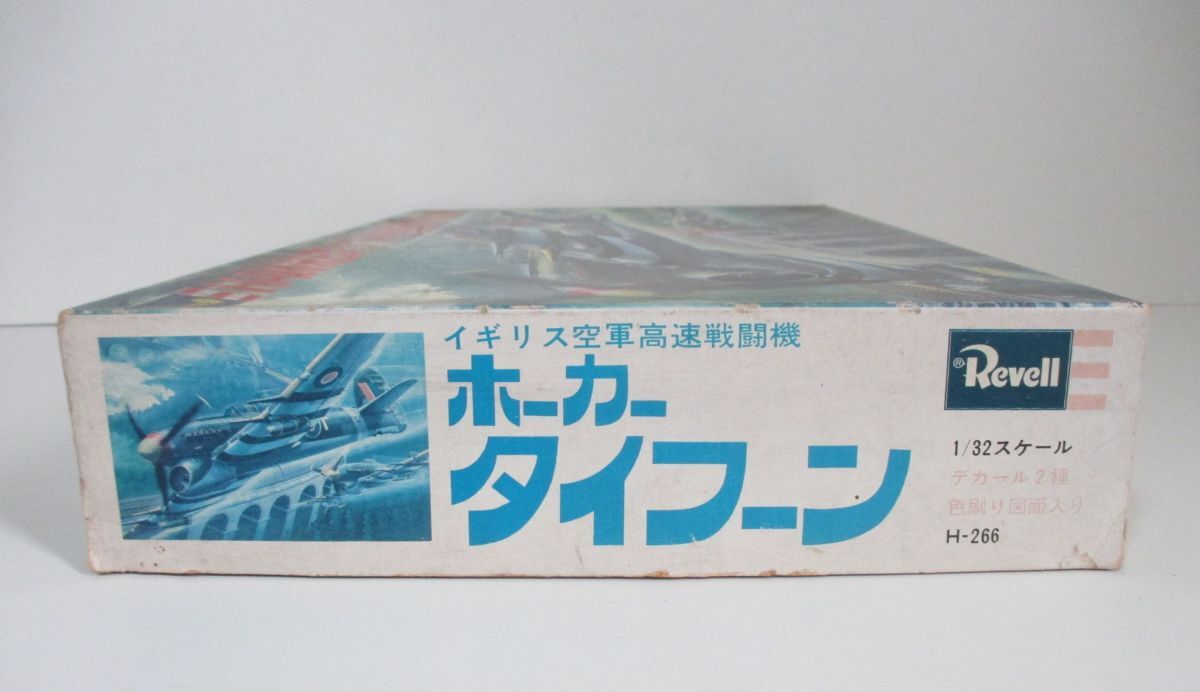 イギリス空軍高速戦闘機
ホーカー
タイフーン
® Revell
1/32スケール
デカール2種
色刷り図面入り
H-266